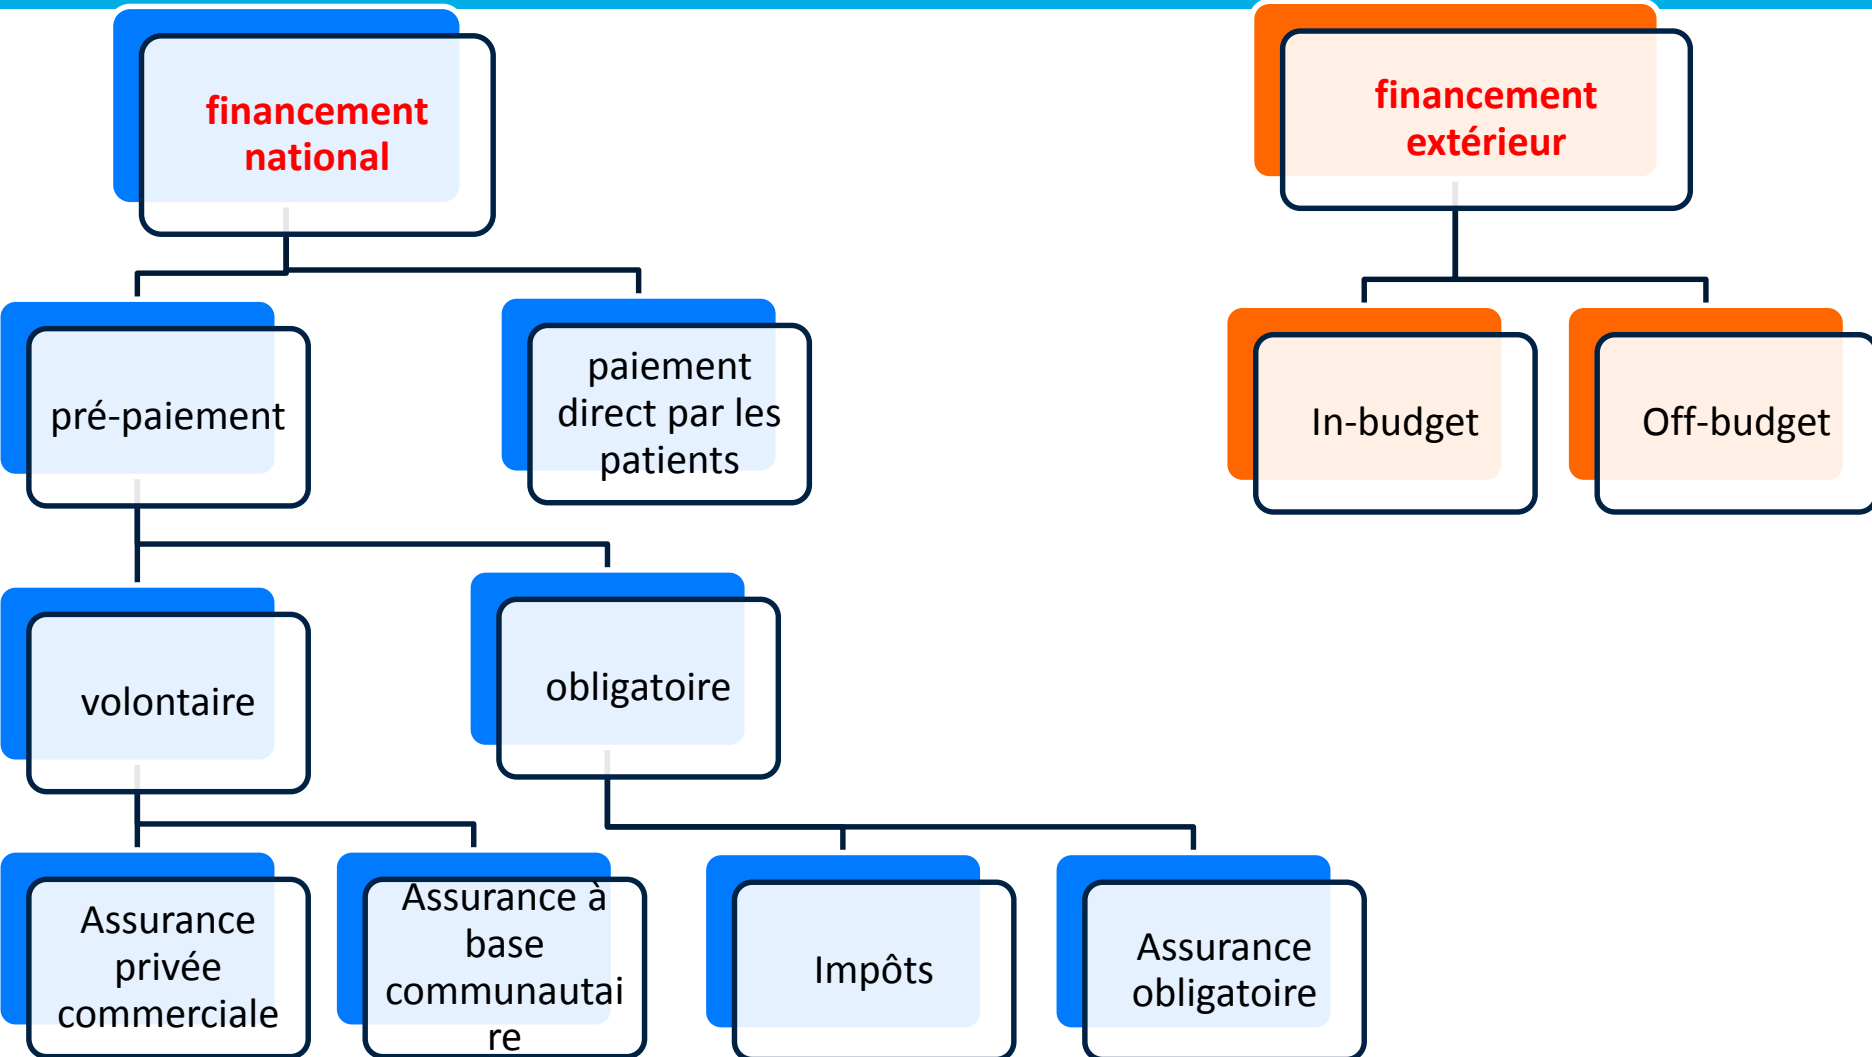 financement
national
financement
extérieur
pré-paiement
paiement
direct par les
patients
In-budget
Off-budget
volontaire
obligatoire
Assurance
privée
commerciale
Assurance à
base
communautai
re
Impôts
Assurance
obligatoire